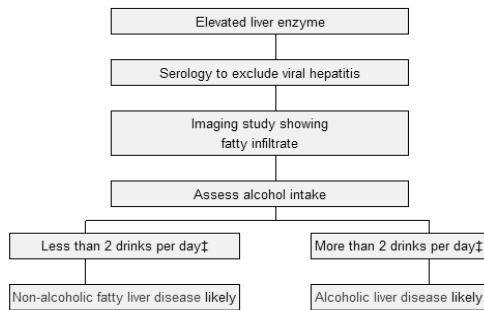 Elevated liver enzyme
Serology to exclude viral hepatitis
Imaging study showing
fatty infiltrate
Assess alcohol intake
Less than 2 drinks per day‡
More than 2 drinks per day‡
Non-alcoholic fatty liver disease likely
Alcoholic liver disease likely